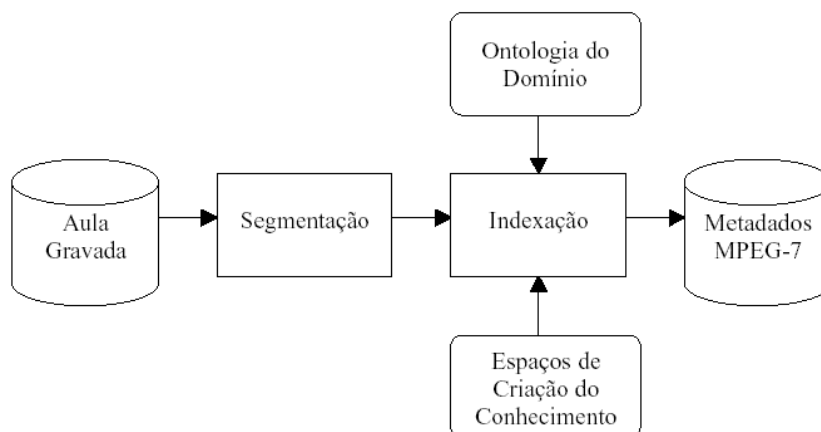 Ontologia do
Domínio
Aula
Gravada
Segmentação
Indexação
Metadados
MPEG-7
Espaços de
Criação do
Conhecimento